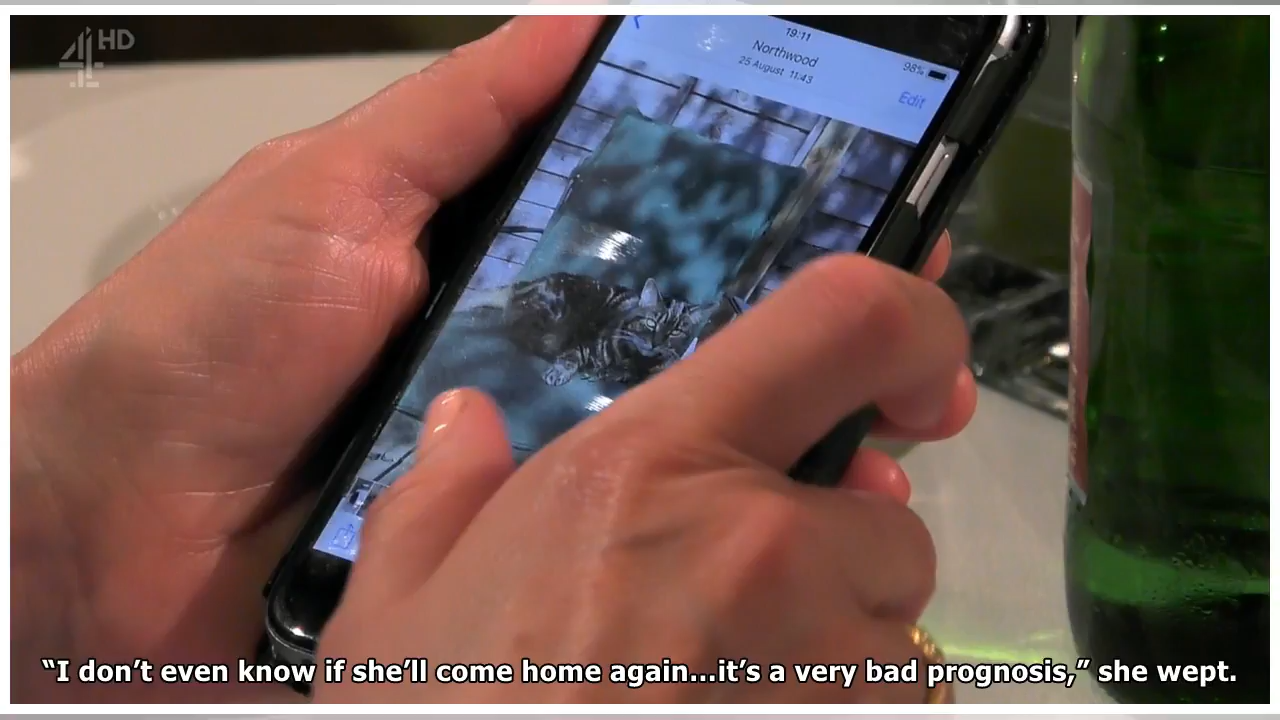 4HD
19:11
Northwood
98%
25 August 11:43
Edit
“I don’t even know if she’ll come home again...it’s a very bad prognosis,” she wept.